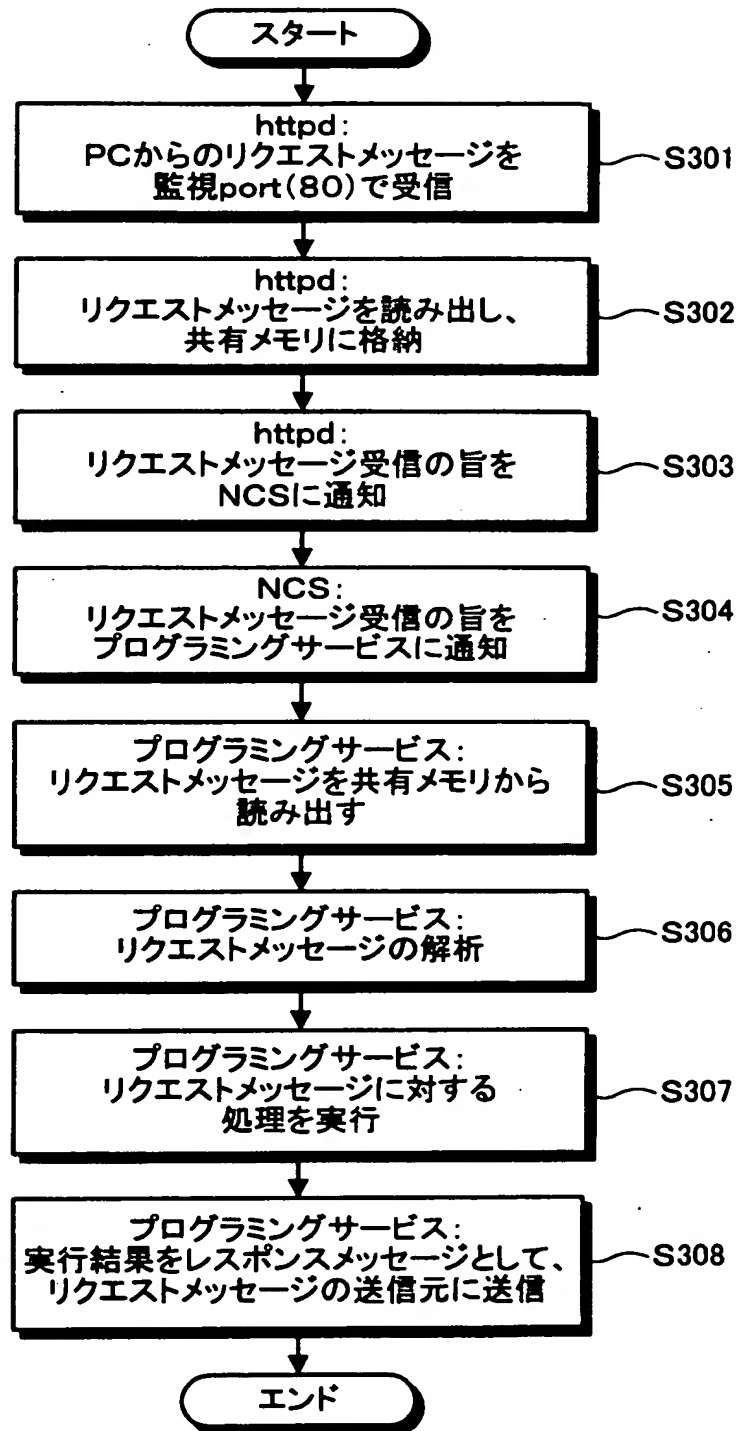 スタート
httpd:
PCからのリクエストメッセージを
監視port(80)で受信
S301
httpd:
リクエストメッセージを読み出し、
共有メモリに格納
S302
httpd:
リクエストメッセージ受信の旨を
NCSに通知
S303
NCS:
リクエストメッセージ受信の旨を
プログラミングサービスに通知
S304
プログラミングサービス:
リクエストメッセージを共有メモリから
読み出す
S305
プログラミングサービス:
リクエストメッセージの解析
S306
プログラミングサービス:
リクエストメッセージに対する
処理を実行
S307
プログラミングサービス:
実行結果をレスポンスメッセージとして、
リクエストメッセージの送信元に送信
S308
エンド